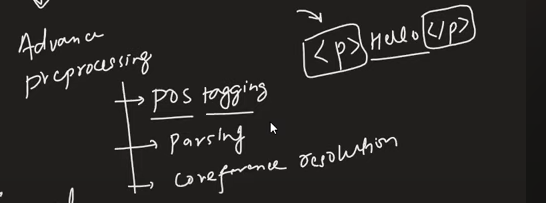 Advance
preprocessing
<p> Hello </p>
POS tagging
Parsing
Coreference resolution